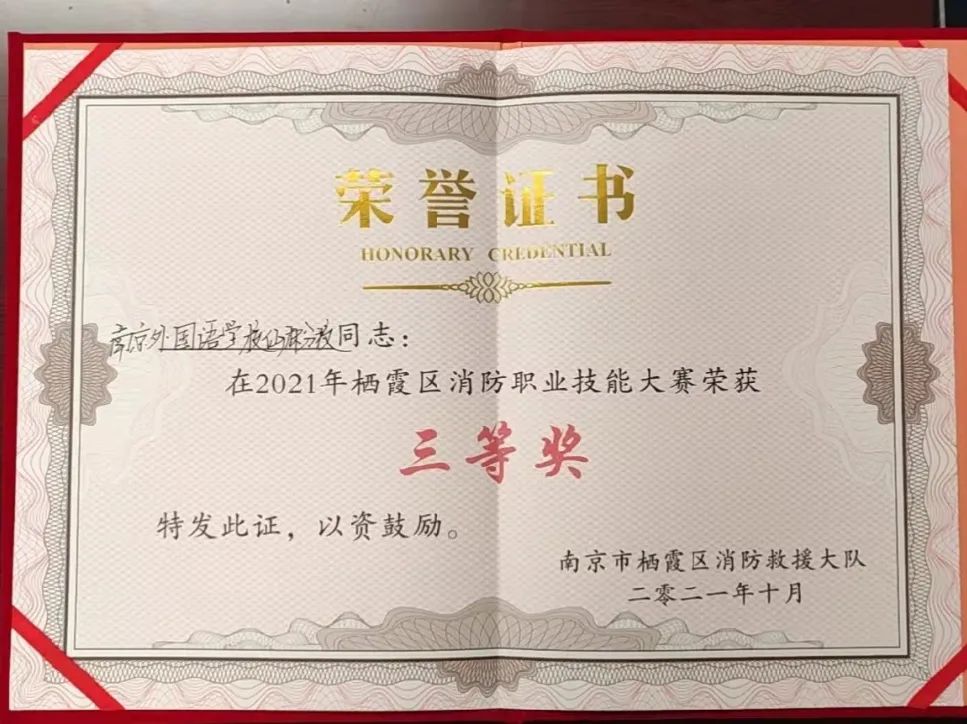 荣誉证书
HONORARY CREDENTIAL
南京外国语学校仙林分校同志：
在2021年栖霞区消防职业技能大赛荣获
三等奖
特发此证，以资鼓励。
南京市栖霞区消防救援大队
二零二一年十月